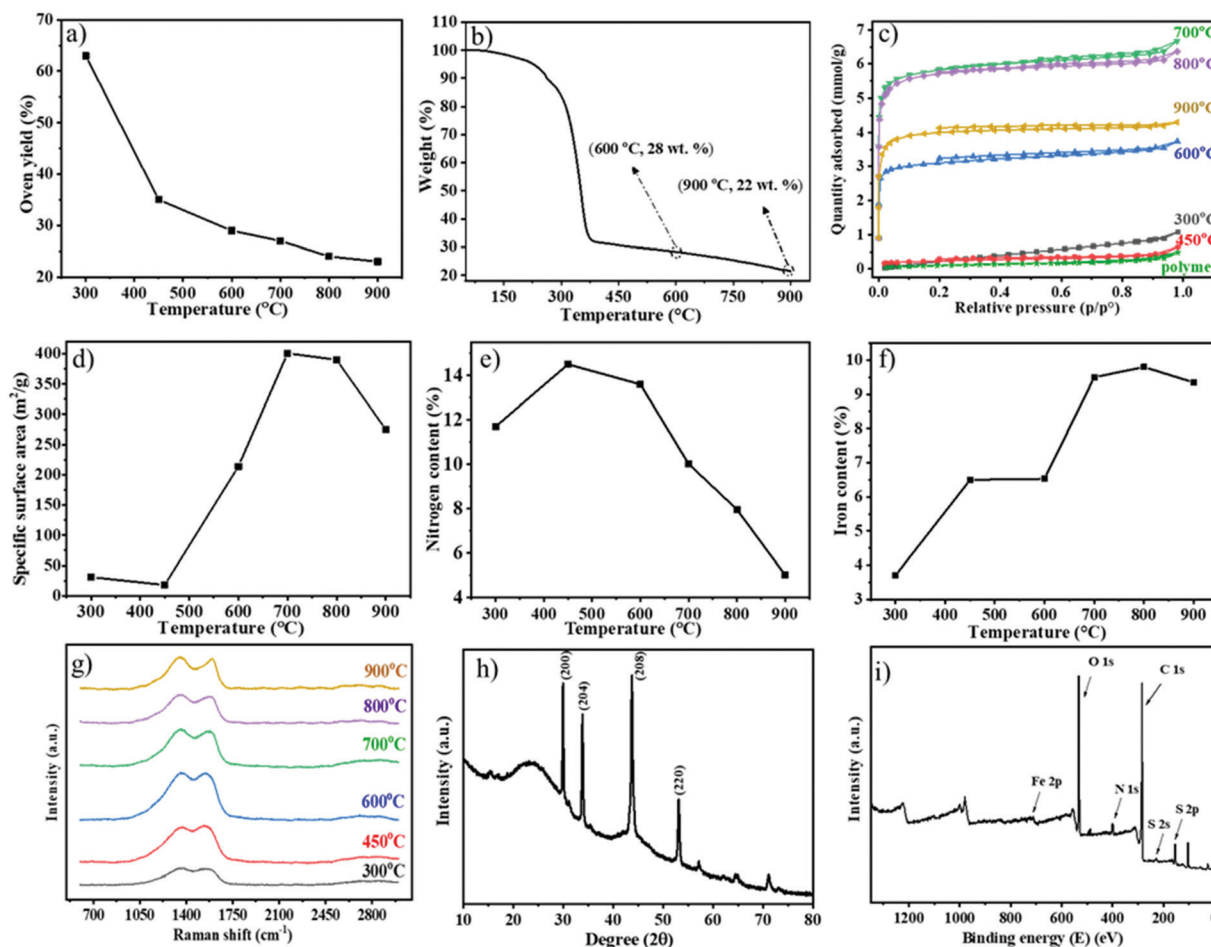 a)
Oven yield (%)
70
60
50
40
30
20
300 400 500 600 700 800 900
Temperature (°C)
b)
Weight (%)
110
100
90
80
70
60
50
40
30
20
150 300 450 600 750 900
Temperature (°C)
(600 °C, 28 wt. %)
(900 °C, 22 wt. %)
c)
Quantity adsorbed (mmol/g)
7
6
5
4
3
2
1
0
0.0 0.2 0.4 0.6 0.8 1.0
Relative pressure (p/p°)
700°C
800°C
900°C
600°C
300°C
450°C
polymer
d)
Specific surface area (m²/g)
400
350
300
250
200
150
100
50
0
300 400 500 600 700 800 900
Temperature (°C)
e)
Nitrogen content (%)
14
12
10
8
6
4
300 400 500 600 700 800 900
Temperature (°C)
f)
Iron content (%)
10
9
8
7
6
5
4
3
300 400 500 600 700 800 900
Temperature (°C)
g)
Intensity (a.u.)
900°C
800°C
700°C
600°C
450°C
300°C
700 1050 1400 1750 2100 2450 2800
Raman shift (cm⁻¹)
h)
Intensity (a.u.)
(200)
(204)
(208)
(220)
10 20 30 40 50 60 70 80
Degree (2θ)
i)
Intensity (a.u.)
O 1s
C 1s
Fe 2p
N 1s
S 2s
S 2p
1200 1000 800 600 400 200 0
Binding energy (E) (eV)